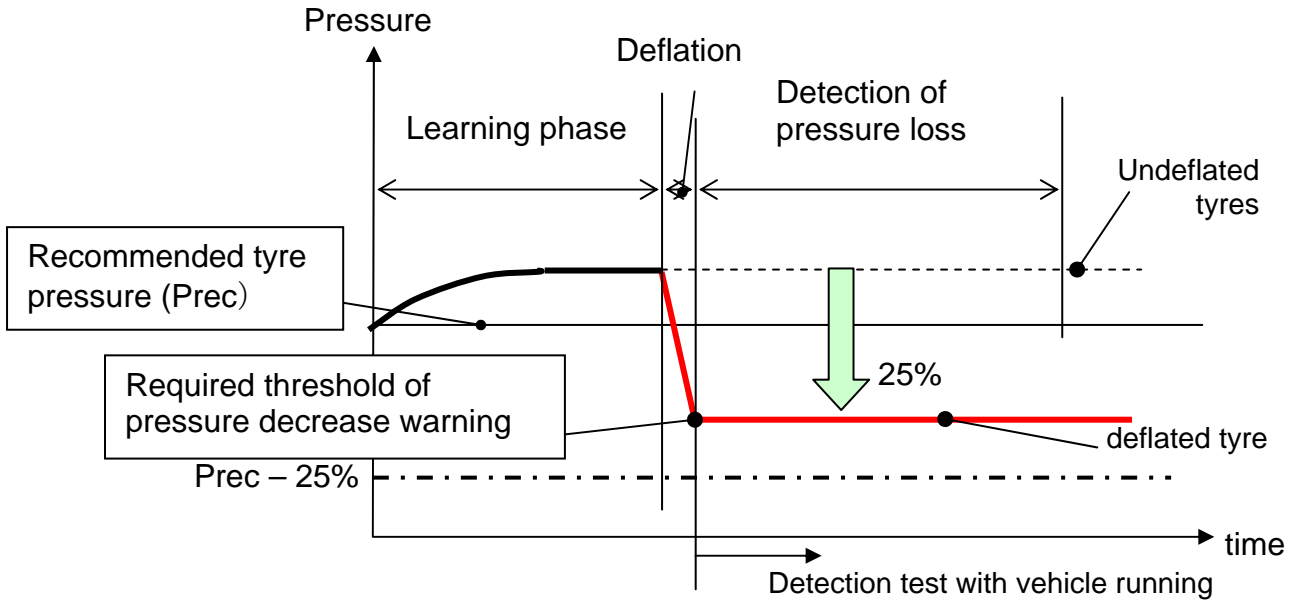 Pressure
Deflation
Learning phase
Detection of
pressure loss
Undeflated
tyres
Recommended tyre
pressure (Prec）
25%
Required threshold of
pressure decrease warning
deflated tyre
Prec – 25%
time
Detection test with vehicle running